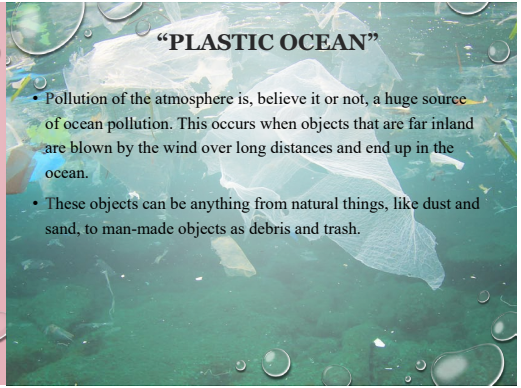 “PLASTIC OCEAN”
• Pollution of the atmosphere is, believe it or not, a huge source
of ocean pollution. This occurs when objects that are far inland
are blown by the wind over long distances and end up in the
ocean.
• These objects can be anything from natural things, like dust and
sand, to man-made objects as debris and trash.